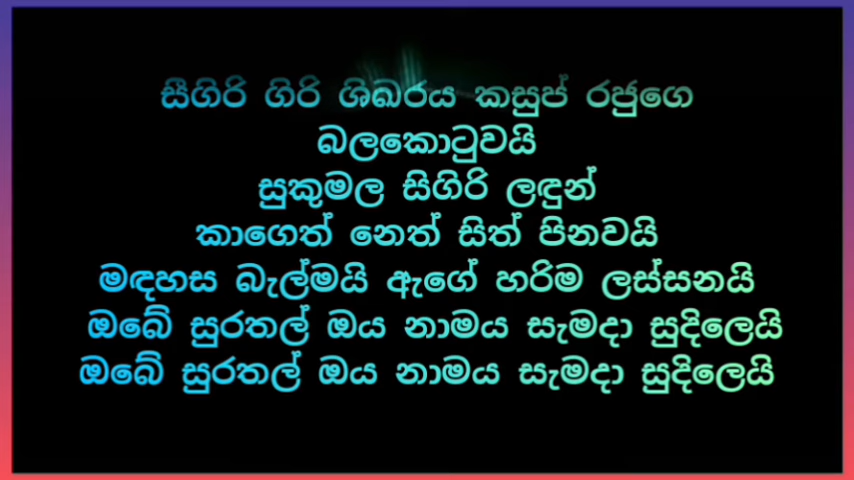 සීගිරි ගිරි ශිඛරය කසුප් රජුගෙ
බලකොටුවයි
සුකුමල සිගිරි ලඳුන්
කාගෙත් නෙත් සිත් පිනවයි
මඳහස බැල්මයි ඇගේ හරිම ලස්සනයි
ඔබේ සුරතල් ඔය නාමය සැමදා සුදිලෙයි
ඔබේ සුරතල් ඔය නාමය සැමදා සුදිලෙයි